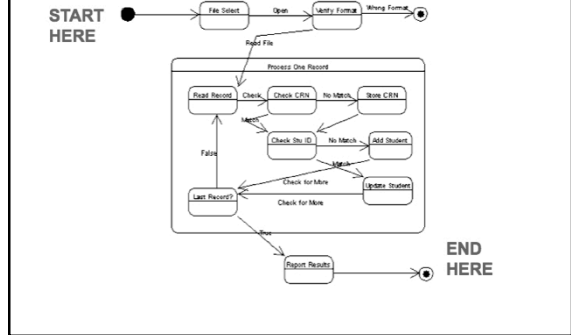 START
HERE
File Select
Open
Verify Format
Wrong Format
Read File
Process One Record
Read Record
Check
Check CRN
No Match
Store CRN
Match
Check Stu ID
No Match
Add Student
False
Match
Check for More
Update Student
Last Record?
Check for More
True
Report Results
END
HERE